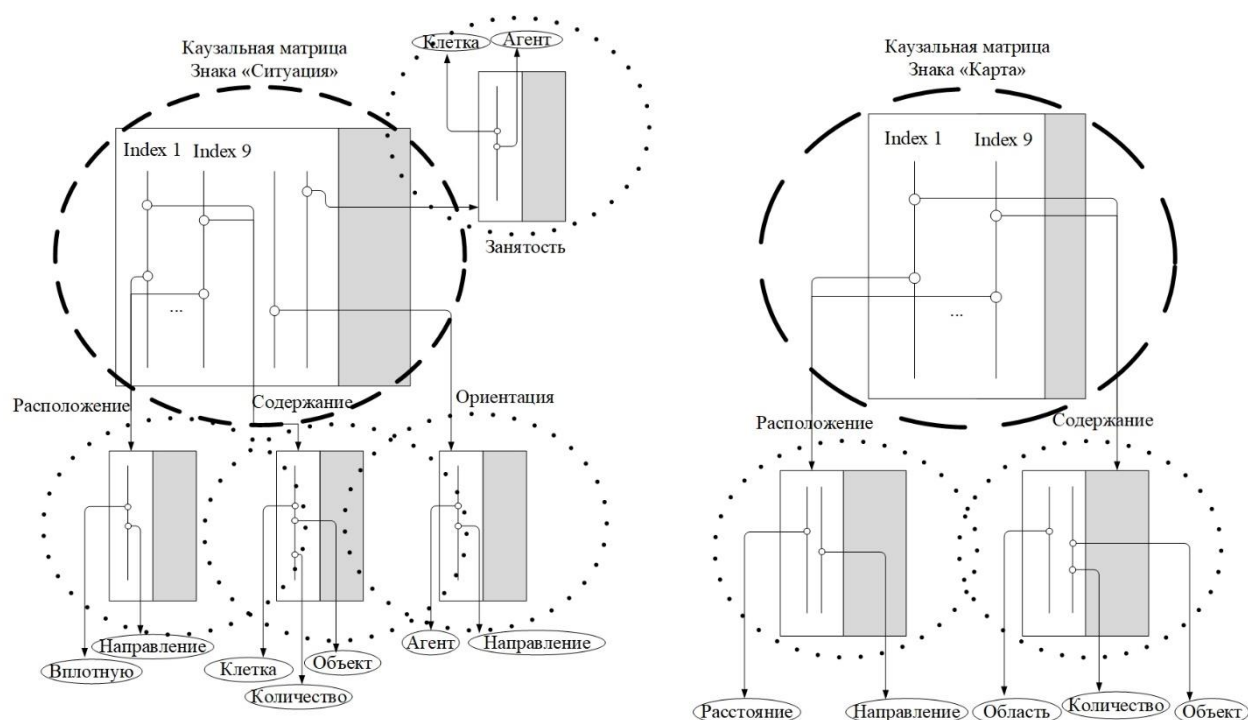 Каузальная матрица
Знака «Ситуация»
Клетка
Агент
Index 1
Index 9
...
Занятость
Расположение
Содержание
Ориентация
Направление
Вплотную
Клетка
Объект
Количество
Агент
Направление
Каузальная матрица
Знака «Карта»
Index 1
Index 9
...
Расположение
Содержание
Расстояние
Направление
Область
Количество
Объект